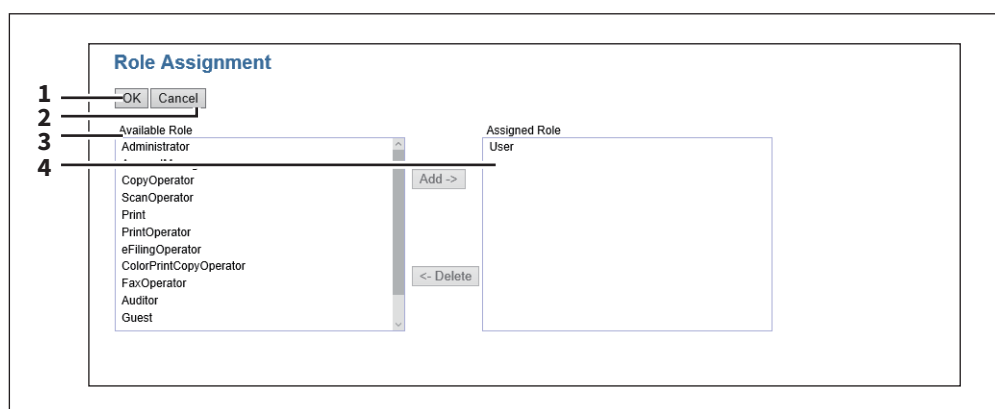 Role Assignment
1
OK Cancel
2
3
Available Role
Assigned Role
Administrator
User
4
CopyOperator
Add ->
ScanOperator
Print
PrintOperator
eFilingOperator
ColorPrintCopyOperator
<- Delete
FaxOperator
Auditor
Guest